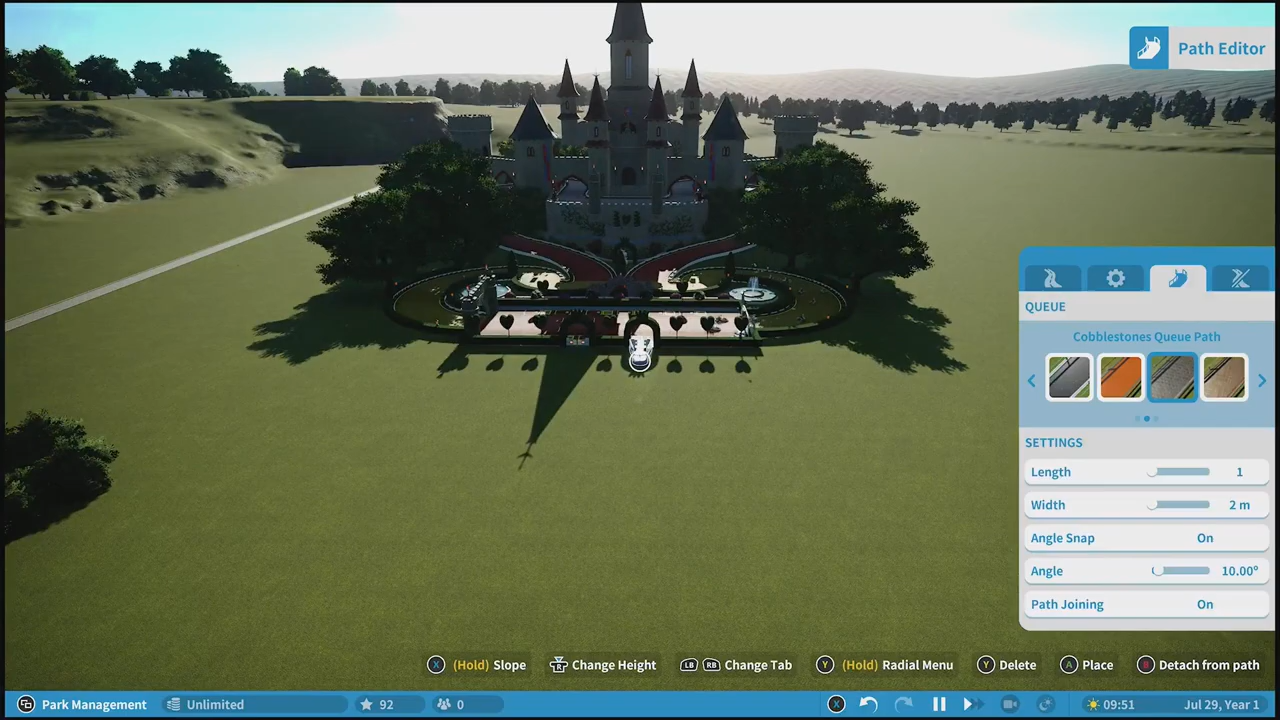 Path Editor
QUEUE
Cobblestones Queue Path
SETTINGS
Length 1
Width 2 m
Angle Snap On
Angle 10.00°
Path Joining On
X (Hold) Slope R Change Height LB RB Change Tab Y (Hold) Radial Menu Y Delete A Place B Detach from path
Park Management Unlimited 92 0 X 09:51 Jul 29, Year 1